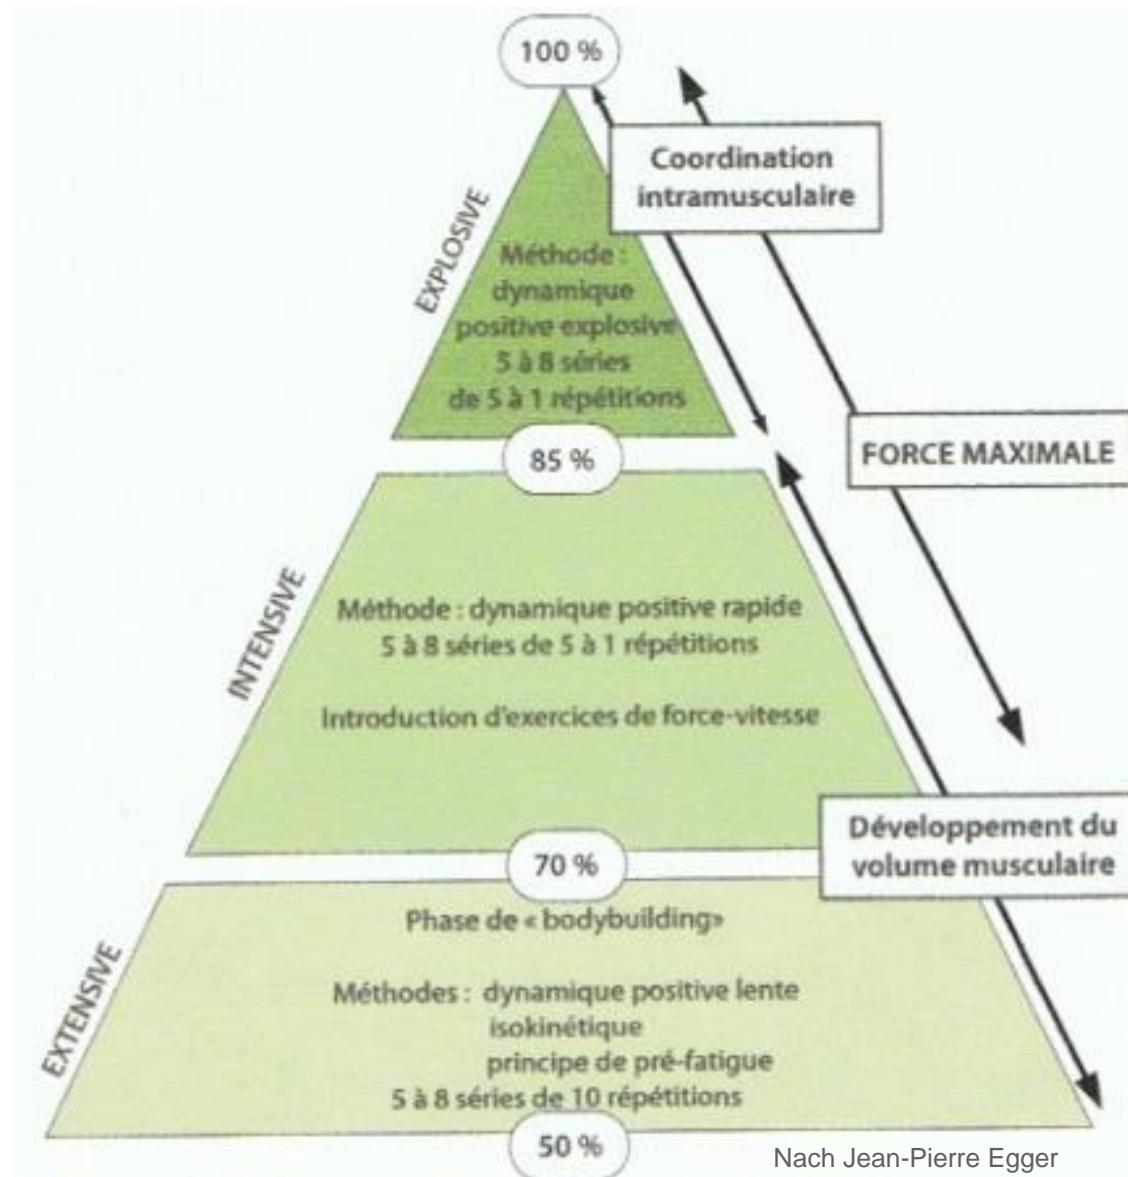 100 %
Coordination
intramusculaire
EXPLOSIVE
Méthode :
dynamique
positive explosive
5 à 8 séries
de 5 à 1 répétitions
85 %
FORCE MAXIMALE
INTENSIVE
Méthode : dynamique positive rapide
5 à 8 séries de 5 à 1 répétitions
Introduction d'exercices de force-vitesse
Développement du
volume musculaire
70 %
EXTENSIVE
Phase de « bodybuilding»
Méthodes : dynamique positive lente
isokinétique
principe de pré-fatigue
5 à 8 séries de 10 répétitions
50 %
Nach Jean-Pierre Egger